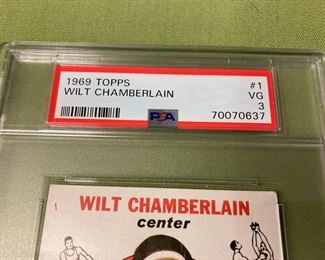 1969 TOPPS #1
WILT CHAMBERLAIN VG
3
PSA 70070637
WILT CHAMBERLAIN
center